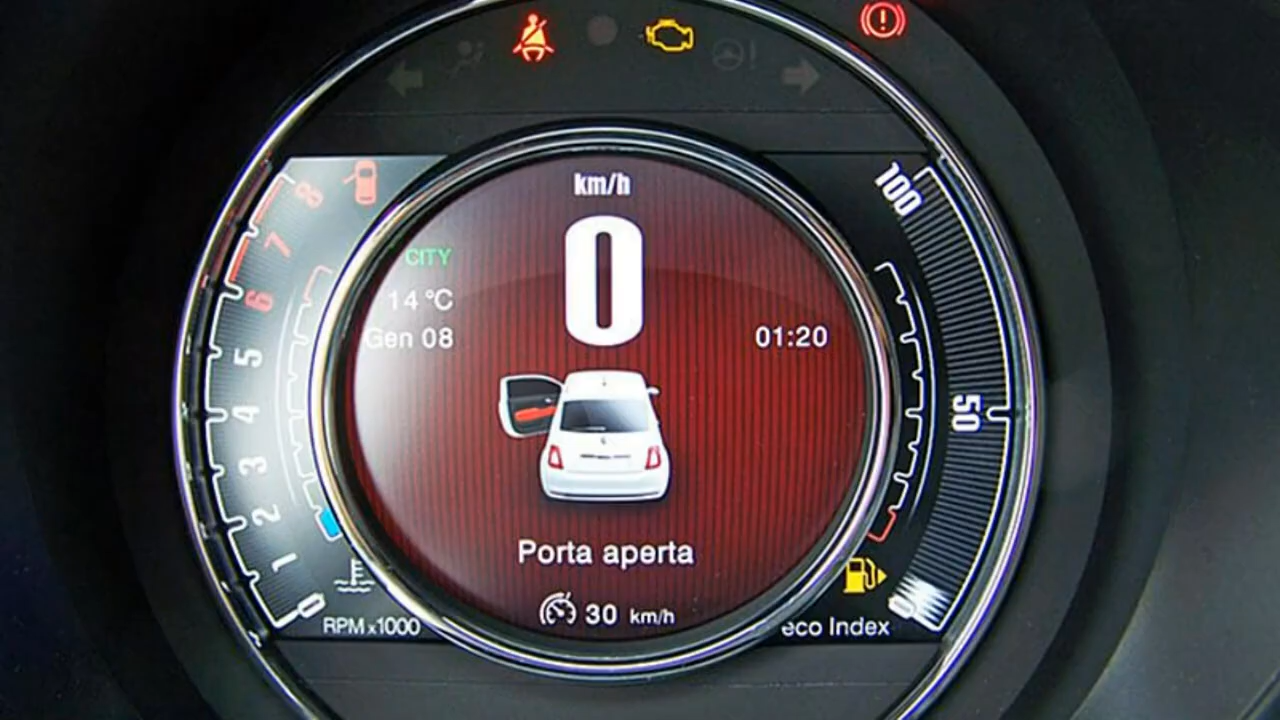 km/h
0
CITY
14 °C
Gen 08
01:20
Porta aperta
30 km/h
8
7
6
5
4
3
2
1
0
RPM x1000
100
50
0
eco Index